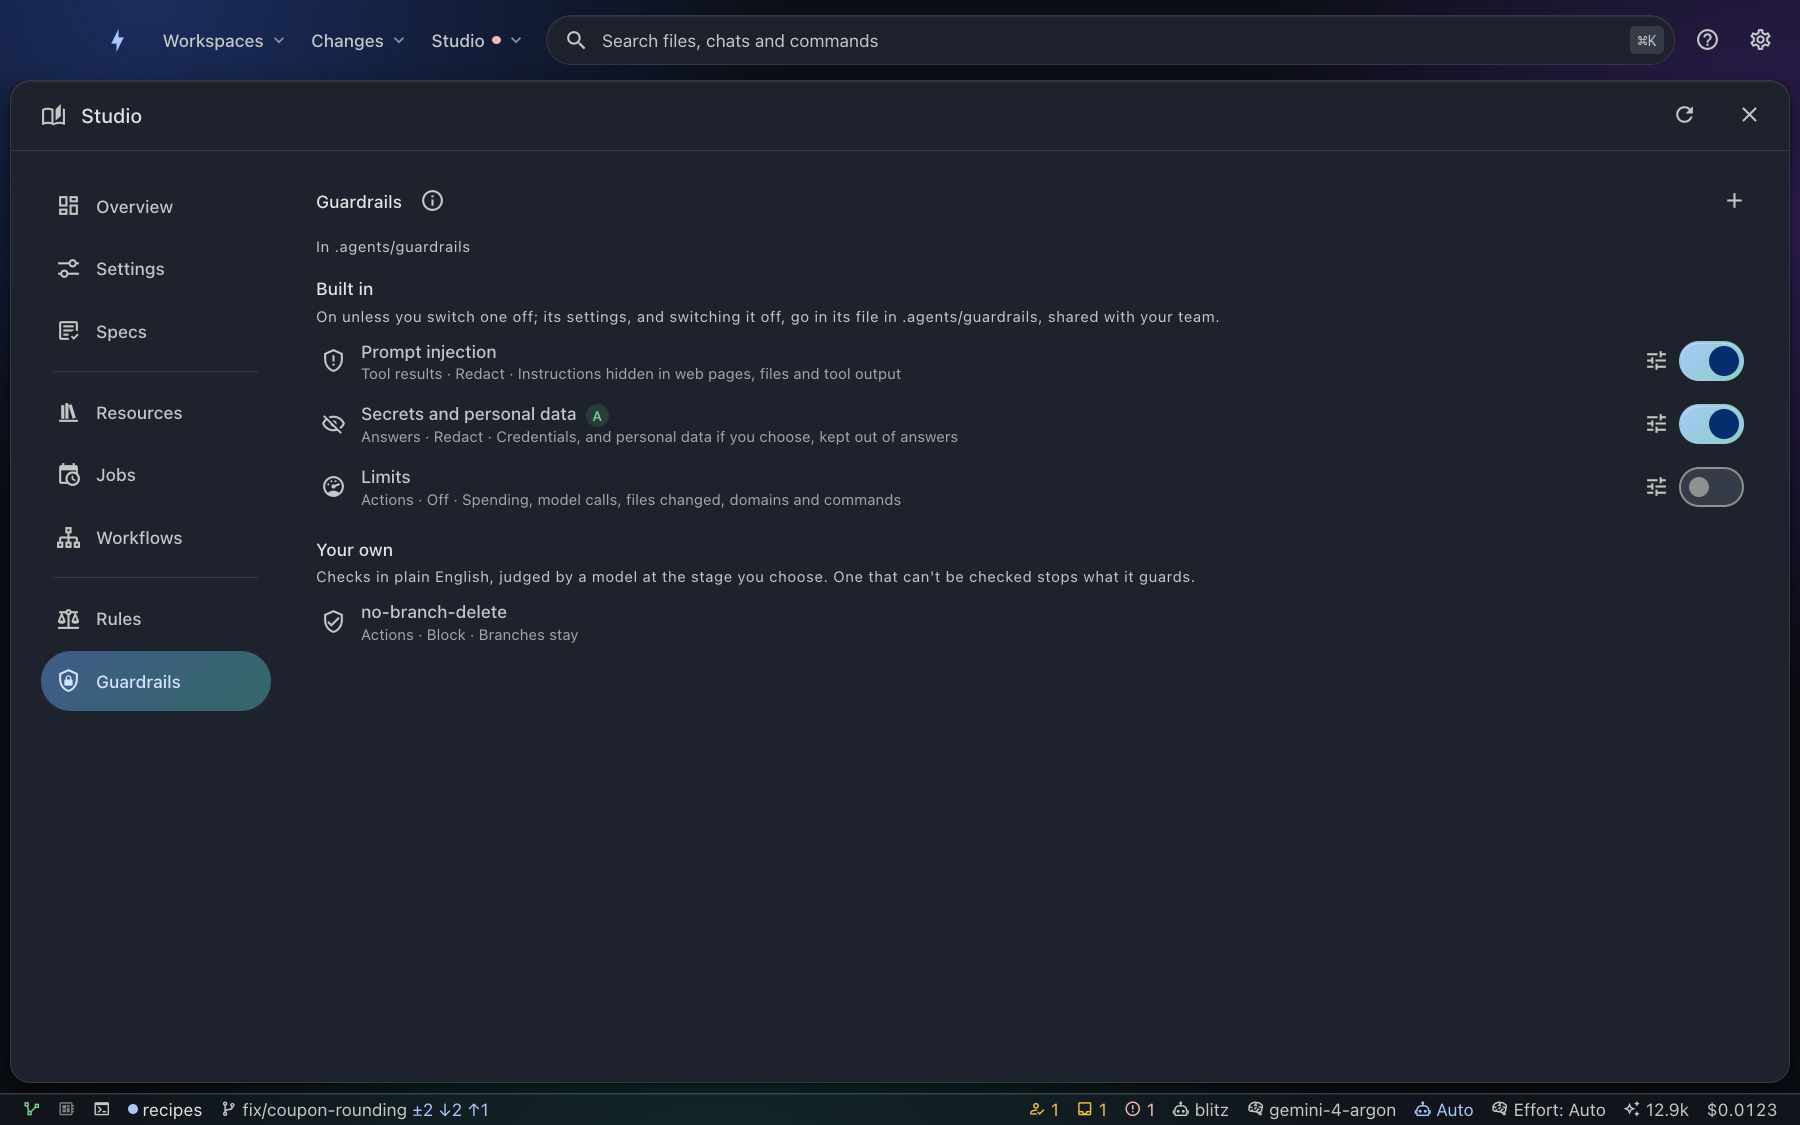 Workspaces
Changes
Studio
Search files, chats and commands
⌘K
Studio
Overview
Settings
Specs
Resources
Jobs
Workflows
Rules
Guardrails
Guardrails
In .agents/guardrails
Built in
On unless you switch one off; its settings, and switching it off, go in its file in .agents/guardrails, shared with your team.
Prompt injection
Tool results · Redact · Instructions hidden in web pages, files and tool output
Secrets and personal data A
Answers · Redact · Credentials, and personal data if you choose, kept out of answers
Limits
Actions · Off · Spending, model calls, files changed, domains and commands
Your own
Checks in plain English, judged by a model at the stage you choose. One that can't be checked stops what it guards.
no-branch-delete
Actions · Block · Branches stay
recipes fix/coupon-rounding ±2 ↓2 ↑1 1 1 1 blitz gemini-4-argon Auto Effort: Auto 12.9k $0.0123